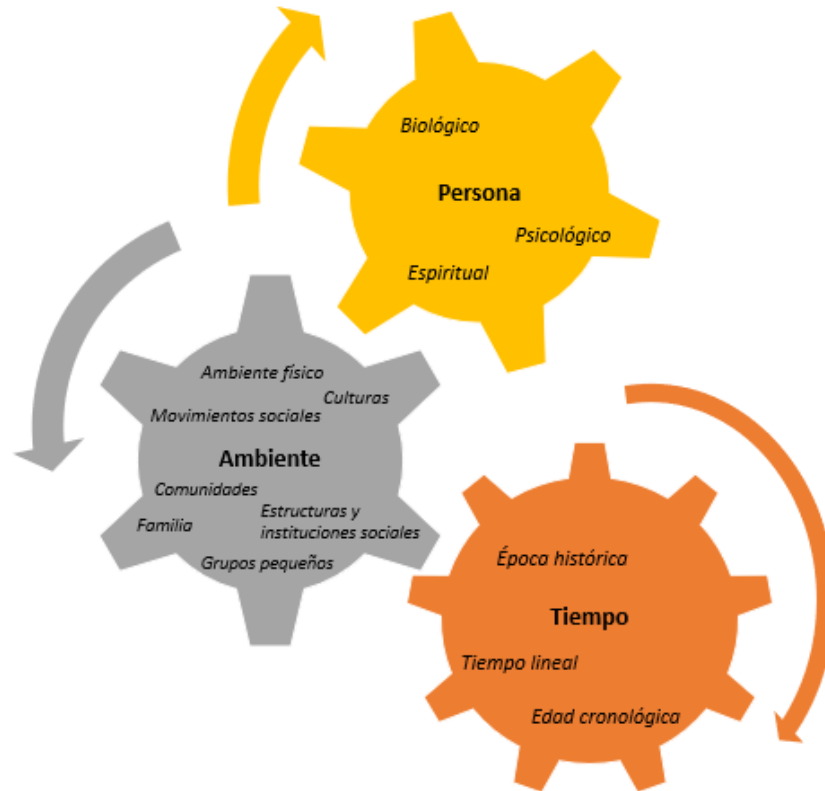 Biológico
Persona
Psicológico
Espiritual
Ambiente físico
Culturas
Movimientos sociales
Ambiente
Comunidades
Estructuras y
instituciones sociales
Familia
Grupos pequeños
Época histórica
Tiempo
Tiempo lineal
Edad cronológica